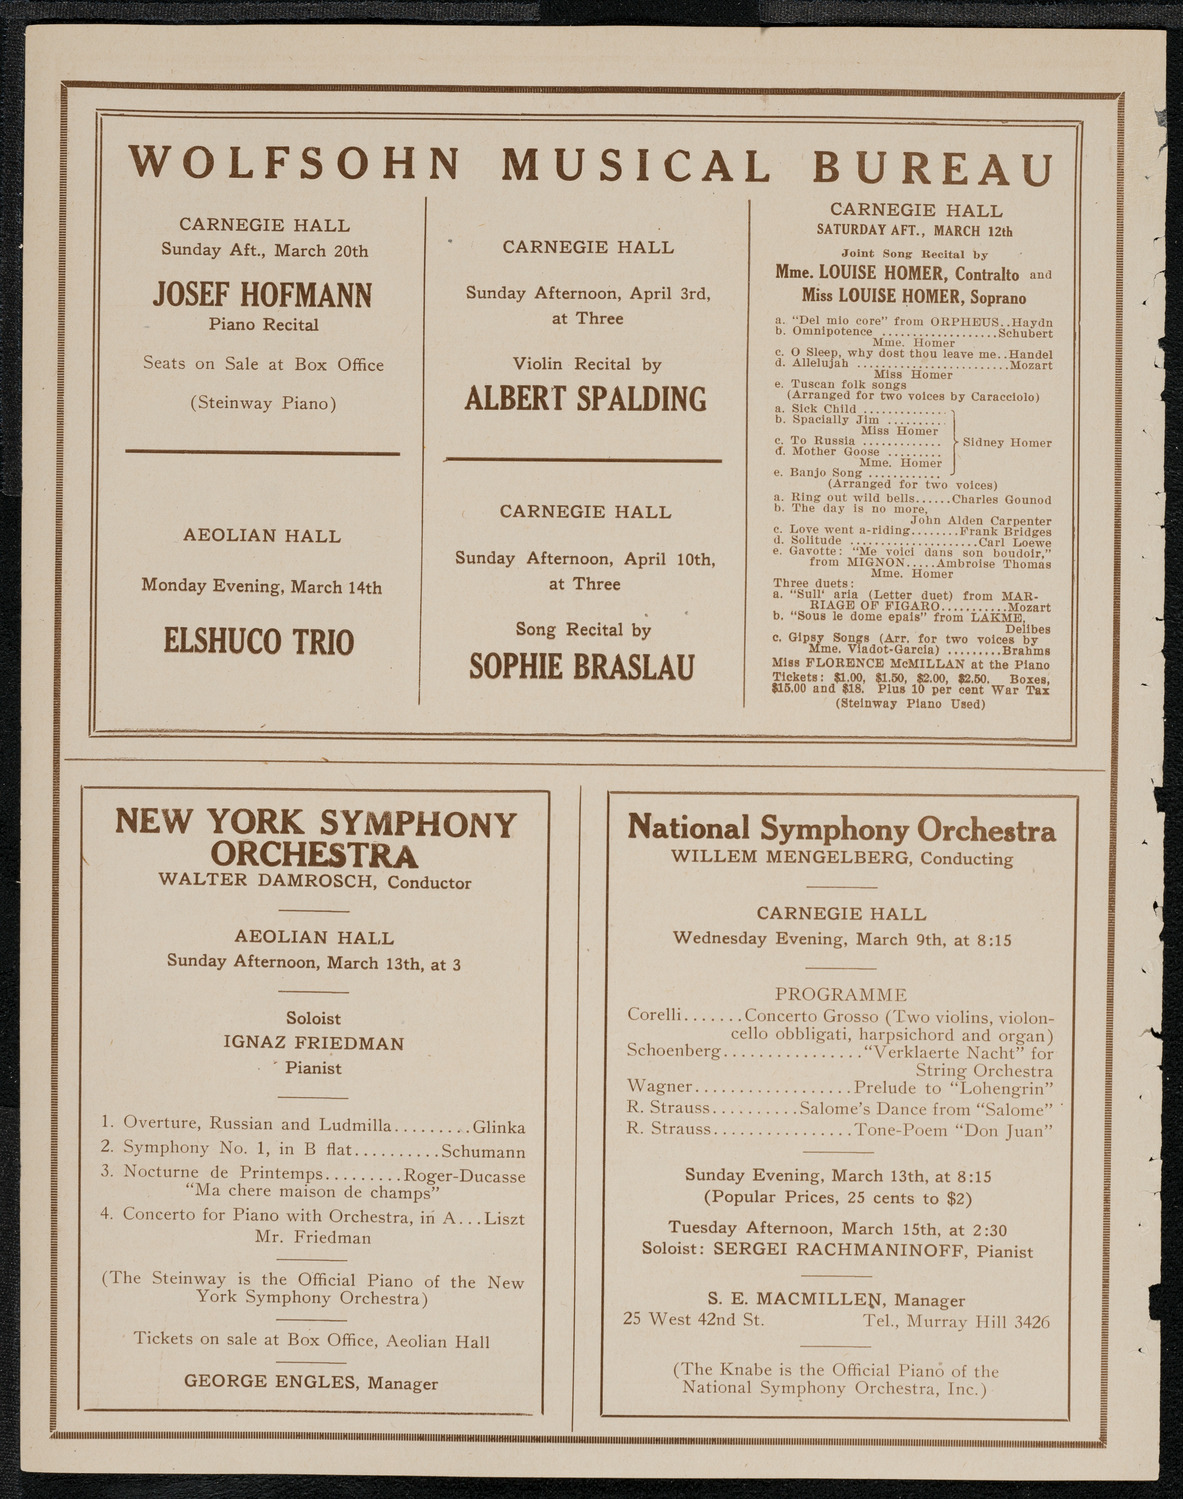 WOLFSOHN MUSICAL BUREAU
CARNEGIE HALL
Sunday Aft., March 20th
JOSEF HOFMANN
Piano Recital
Seats on Sale at Box Office
(Steinway Piano)
AEOLIAN HALL
Monday Evening, March 14th
ELSHUCO TRIO
CARNEGIE HALL
Sunday Afternoon, April 3rd,
at Three
Violin Recital by
ALBERT SPALDING
CARNEGIE HALL
Sunday Afternoon, April 10th,
at Three
Song Recital by
SOPHIE BRASLAU
CARNEGIE HALL
SATURDAY AFT., MARCH 12th
Joint Song Recital by
Mme. LOUISE HOMER, Contralto and
Miss LOUISE HOMER, Soprano
a. "Del mio core" from ORPHEUS..Haydn
b. Omnipotence ..................Schubert
Mme. Homer
c. O Sleep, why dost thou leave me..Handel
d. Allelujah ........................Mozart
Miss Homer
e. Tuscan folk songs
(Arranged for two voices by Caracciolo)
a. Sick Child .............
b. Spacially Jim .........
Miss Homer
c. To Russia ............. Sidney Homer
d. Mother Goose .........
Mme. Homer
e. Banjo Song ............
(Arranged for two voices)
a. Ring out wild bells......Charles Gounod
b. The day is no more,
John Alden Carpenter
c. Love went a-riding........Frank Bridges
d. Solitude .....................Carl Loewe
e. Gavotte: "Me voici dans son boudoir,"
from MIGNON.....Ambroise Thomas
Mme. Homer
Three duets:
a. "Sull' aria (Letter duet) from MAR-
RIAGE OF FIGARO...........Mozart
b. "Sous le dome epais" from LAKME,
Delibes
c. Gipsy Songs (Arr. for two voices by
Mme. Viadot-Garcia) .........Brahms
Miss FLORENCE McMILLAN at the Piano
Tickets: $1.00, $1.50, $2.00, $2.50. Boxes,
$15.00 and $18. Plus 10 per cent War Tax
(Steinway Piano Used)
NEW YORK SYMPHONY
ORCHESTRA
WALTER DAMROSCH, Conductor
AEOLIAN HALL
Sunday Afternoon, March 13th, at 3
Soloist
IGNAZ FRIEDMAN
Pianist
1. Overture, Russian and Ludmilla.........Glinka
2. Symphony No. 1, in B flat..........Schumann
3. Nocturne de Printemps.........Roger-Ducasse
"Ma chere maison de champs"
4. Concerto for Piano with Orchestra, in A...Liszt
Mr. Friedman
(The Steinway is the Official Piano of the New
York Symphony Orchestra)
Tickets on sale at Box Office, Aeolian Hall
GEORGE ENGLES, Manager
National Symphony Orchestra
WILLEM MENGELBERG, Conducting
CARNEGIE HALL
Wednesday Evening, March 9th, at 8:15
PROGRAMME
Corelli.......Concerto Grosso (Two violins, violon-
cello obbligati, harpsichord and organ)
Schoenberg................"Verklaerte Nacht" for
String Orchestra
Wagner..................Prelude to "Lohengrin"
R. Strauss..........Salome's Dance from "Salome"
R. Strauss................Tone-Poem "Don Juan"
Sunday Evening, March 13th, at 8:15
(Popular Prices, 25 cents to $2)
Tuesday Afternoon, March 15th, at 2:30
Soloist: SERGEI RACHMANINOFF, Pianist
S. E. MACMILLEN, Manager
25 West 42nd St. Tel., Murray Hill 3426
(The Knabe is the Official Piano of the
National Symphony Orchestra, Inc.)